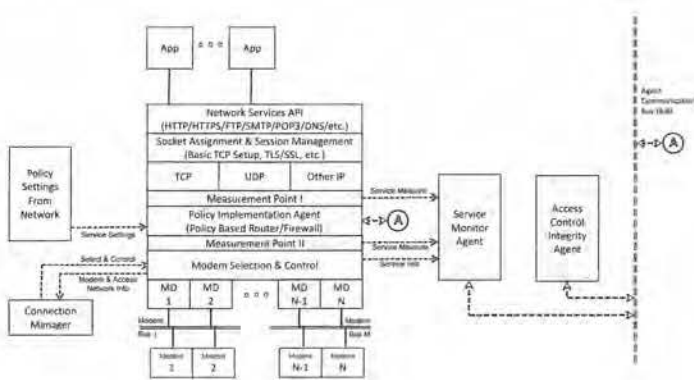 App
o o o
App
Network Services API
(HTTP/HTTPS/FTP/SMTP/POP3/DNS/etc.)
Socket Assignment & Session Management
(Basic TCP Setup, TLS/SSL, etc.)
TCP
UDP
Other IP
Measurement Point I
Policy Implementation Agent
(Policy Based Router/Firewall)
Measurement Point II
Modem Selection & Control
MD
1
MD
2
o o o
MD
N-1
MD
N
Modem
Bus 1
Modem
Bus M
Modem
1
Modem
2
Modem
N-1
Modem
N
Policy
Settings
From
Network
Service Settings
Select & Control
Modem & Access
Network Info
Connection
Manager
Service Measure
A
Service Measure
Service Info
Service
Monitor
Agent
Access
Control
Integrity
Agent
Agent
Communication
Bus
A